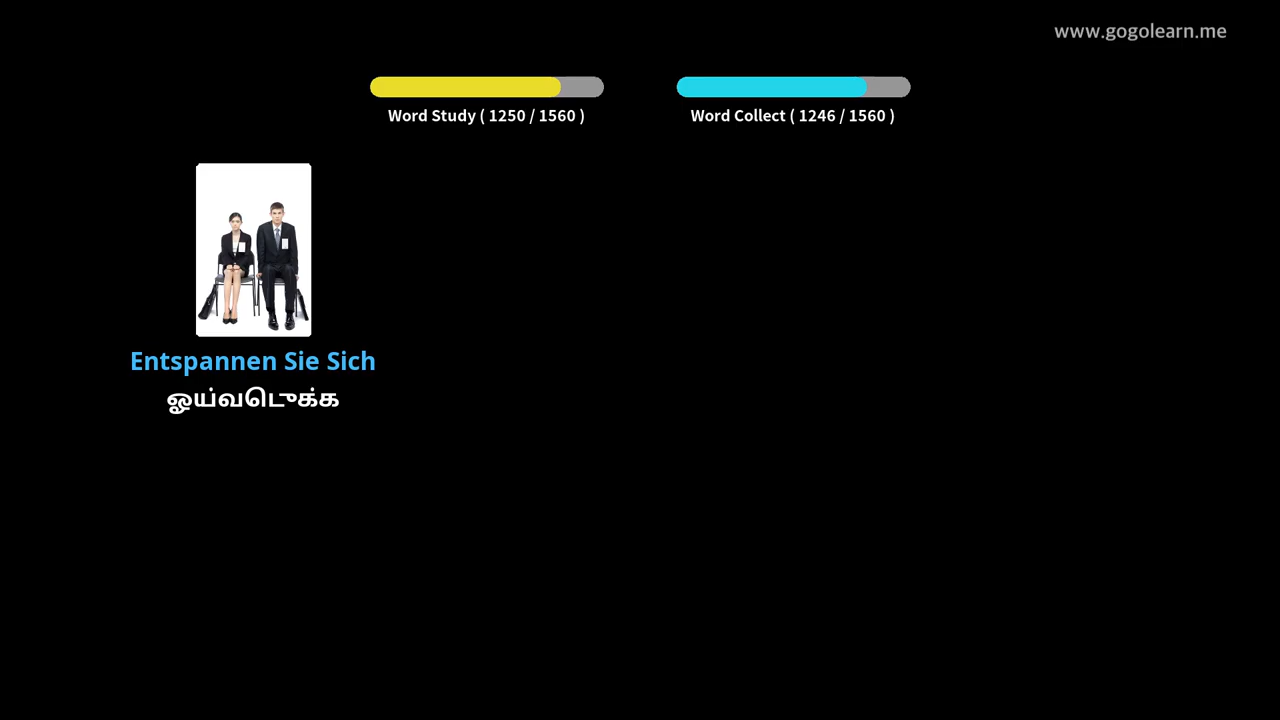 www.gogolearn.me
Word Study ( 1250 / 1560 )
Word Collect ( 1246 / 1560 )
Entspannen Sie Sich
ஓய்வெடுக்க